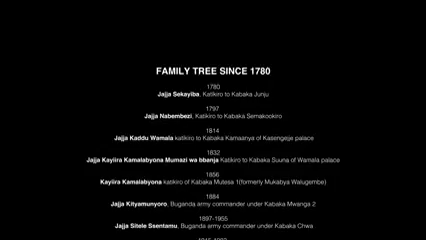 FAMILY TREE SINCE 1780
1780
Jajja Sekayiba, Katikiro to Kabaka Junju
1797
Jajja Nabembezi, Katikiro to Kabaka Semakookiro
1814
Jajja Kaddu Wamala katikiro to Kabaka Kamaanya of Kasengeje palace
1832
Jajja Kayiira Kamalabyona Mumazi wa bbanja Katikiro to Kabaka Suuna of Wamala palace
1856
Kayiira Kamalabyona katikiro of Kabaka Mutesa 1(formerly Mukabya Walugembe)
1884
Jajja Kityamunyoro, Buganda army commander under Kabaka Mwanga 2
1897-1955
Jajja Sitele Ssentamu, Buganda army commander under Kabaka Chwa